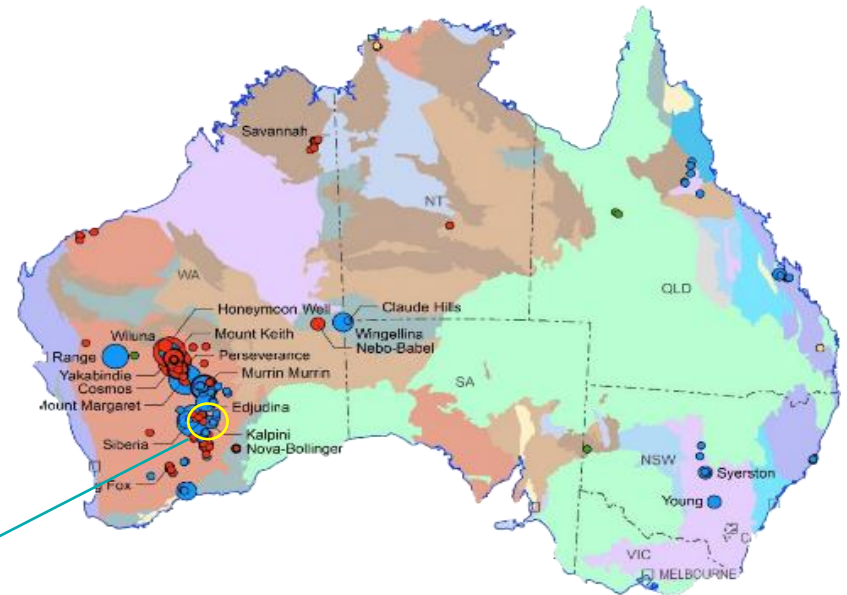 Savannah
NT
WA
QLD
Honeymoon Well
Claude Hills
Wiluna
Mount Keith
Wingellina
Range
Perseverance
Nebo-Babel
Yakabindie
Murrin Murrin
Cosmos
SA
Mount Margaret
Edjudina
Siberia
Kalpini
Nova-Bollinger
NSW
Fox
Syerston
Young
C
VIC
MELBOURNE